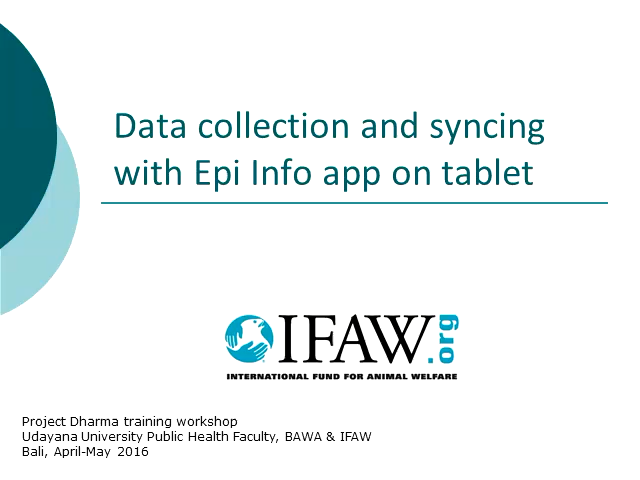 Data collection and syncing
with Epi Info app on tablet
IFAW.org
INTERNATIONAL FUND FOR ANIMAL WELFARE
Project Dharma training workshop
Udayana University Public Health Faculty, BAWA & IFAW
Bali, April-May 2016